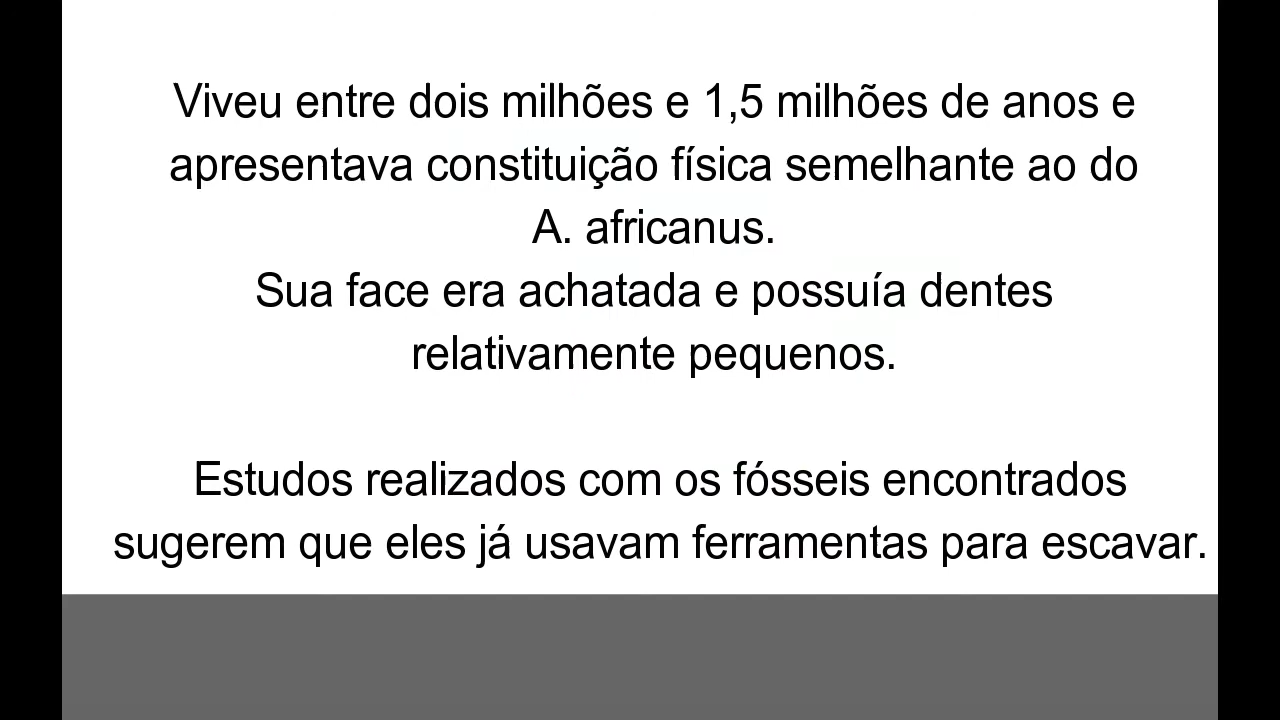 Viveu entre dois milhões e 1,5 milhões de anos e
apresentava constituição física semelhante ao do
A. africanus.
Sua face era achatada e possuía dentes
relativamente pequenos.
Estudos realizados com os fósseis encontrados
sugerem que eles já usavam ferramentas para escavar.